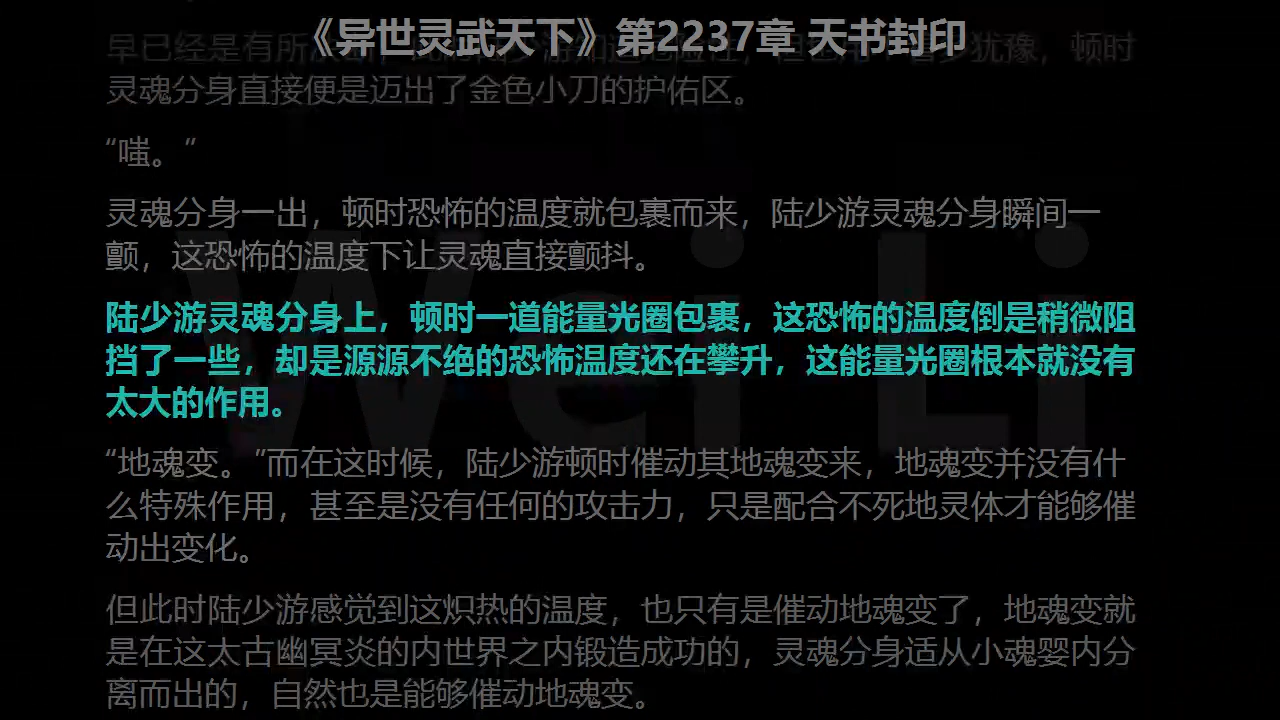 《异世灵武天下》第2237章 天书封印
早已经是有所 犹豫，顿时
灵魂分身直接便是迈出了金色小刀的护佑区。
“嗤。”
灵魂分身一出，顿时恐怖的温度就包裹而来，陆少游灵魂分身瞬间一
颤，这恐怖的温度下让灵魂直接颤抖。
陆少游灵魂分身上，顿时一道能量光圈包裹，这恐怖的温度倒是稍微阻
挡了一些，却是源源不绝的恐怖温度还在攀升，这能量光圈根本就没有
太大的作用。
“地魂变。”而在这时候，陆少游顿时催动其地魂变来，地魂变并没有什
么特殊作用，甚至是没有任何的攻击力，只是配合不死地灵体才能够催
动出变化。
但此时陆少游感觉到这炽热的温度，也只有是催动地魂变了，地魂变就
是在这太古幽冥炎的内世界之内锻造成功的，灵魂分身适从小魂婴内分
离而出的，自然也是能够催动地魂变。
Wei Li